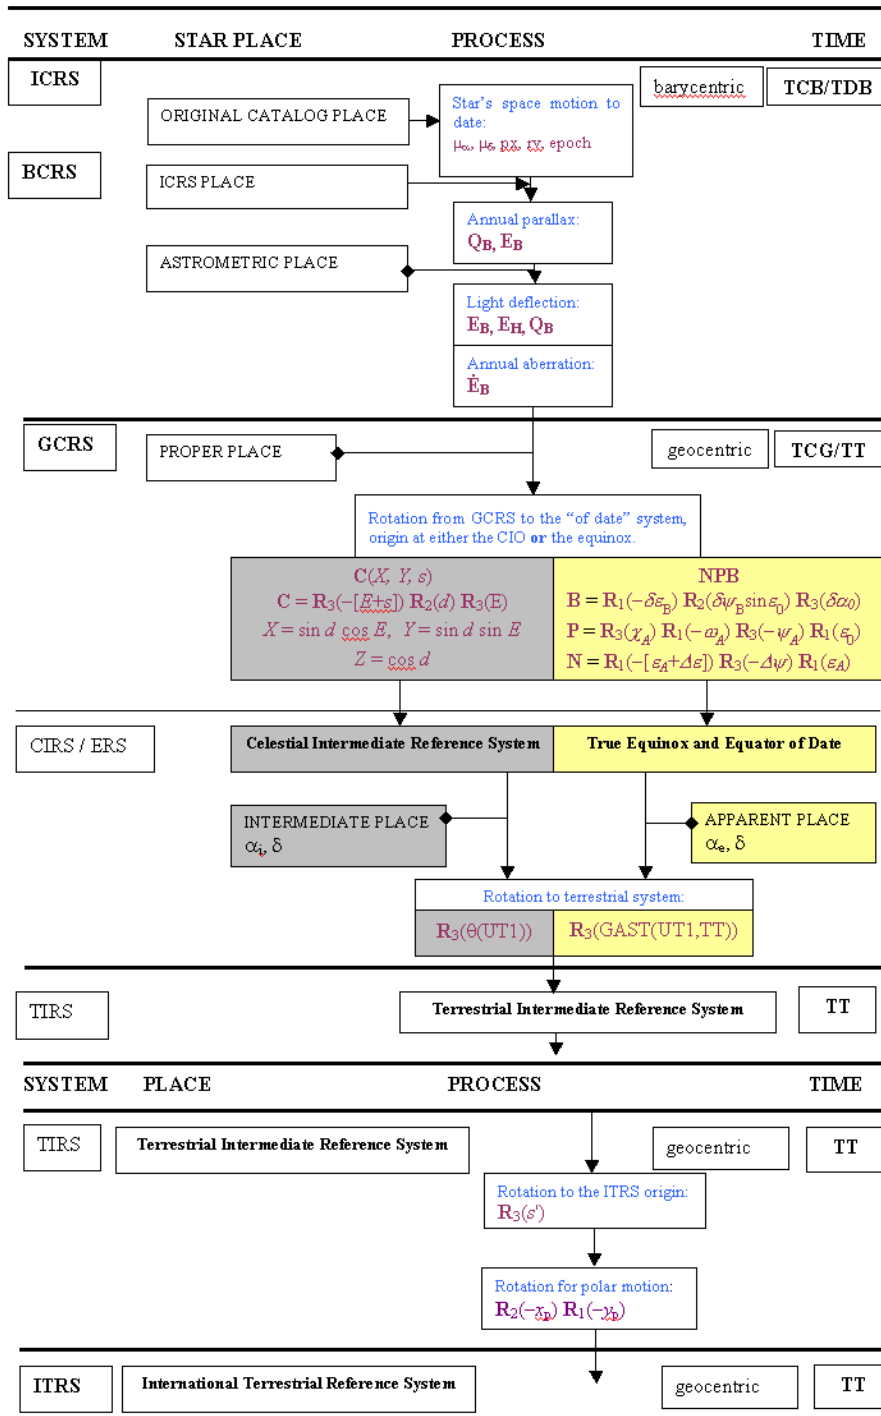 SYSTEM STAR PLACE PROCESS TIME
ICRS barycentric TCB/TDB
ORIGINAL CATALOG PLACE
Star's space motion to
date:
μα, μδ, px, rv, epoch
BCRS
ICRS PLACE
Annual parallax:
QB, EB
ASTROMETRIC PLACE
Light deflection:
EB, EH, QB
Annual aberration:
ĖB
GCRS geocentric TCG/TT
PROPER PLACE
Rotation from GCRS to the “of date” system,
origin at either the CIO or the equinox.
C(X, Y, s)
C = R3(−[E+s]) R2(d) R3(E)
X = sin d cos E, Y = sin d sin E
Z = cos d
NPB
B = R1(−δεB) R2(δψB sin ε0) R3(δα0)
P = R3(χA) R1(−ωA) R3(−ψA) R1(ε0)
N = R1(−[εA+Δε]) R3(−Δψ) R1(εA)
CIRS / ERS
Celestial Intermediate Reference System
True Equinox and Equator of Date
INTERMEDIATE PLACE
αi, δ
APPARENT PLACE
αe, δ
Rotation to terrestrial system:
R3(θ(UT1)) R3(GAST(UT1,TT))
TIRS Terrestrial Intermediate Reference System TT
SYSTEM PLACE PROCESS TIME
TIRS Terrestrial Intermediate Reference System geocentric TT
Rotation to the ITRS origin:
R3(s')
Rotation for polar motion:
R2(−xp) R1(−yp)
ITRS International Terrestrial Reference System geocentric TT